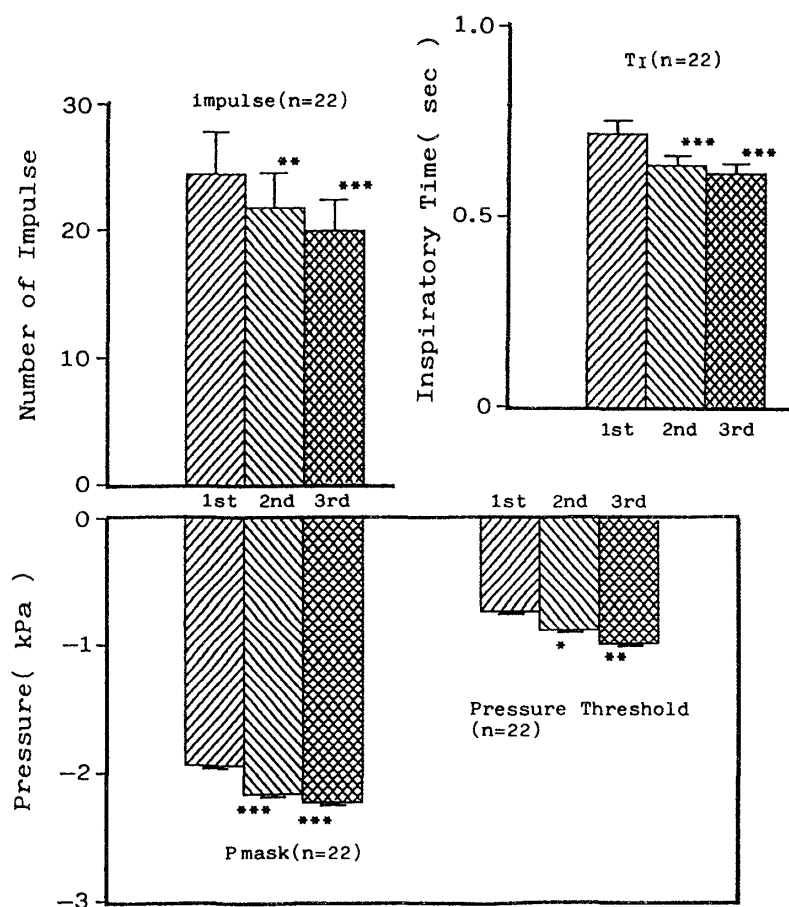 impulse(n=22)
30
20
10
0
Number of Impulse
**
***
1st 2nd 3rd
TI(n=22)
1.0
0.5
0
Inspiratory Time( sec )
***
***
1st 2nd 3rd
0
-1
-2
-3
Pressure( kPa )
***
***
Pmask(n=22)
1st 2nd 3rd
*
**
Pressure Threshold
(n=22)